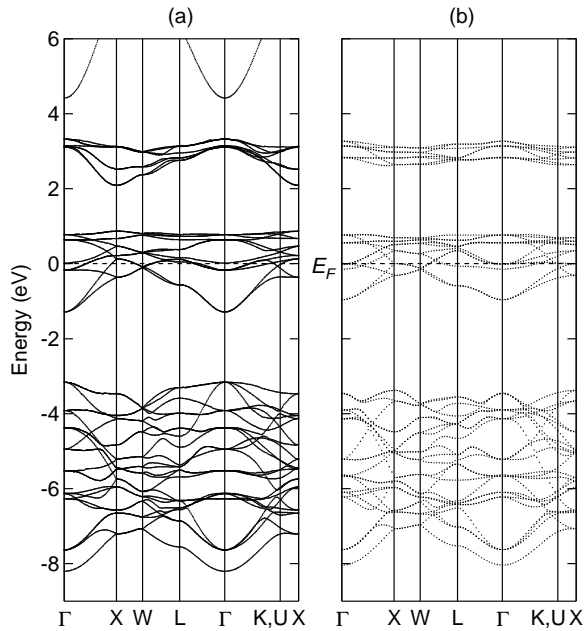 (a) (b)
6
4
2
0 E_F
-2
-4
-6
-8
Energy (eV)
Γ X W L Γ K,U X Γ X W L Γ K,U X